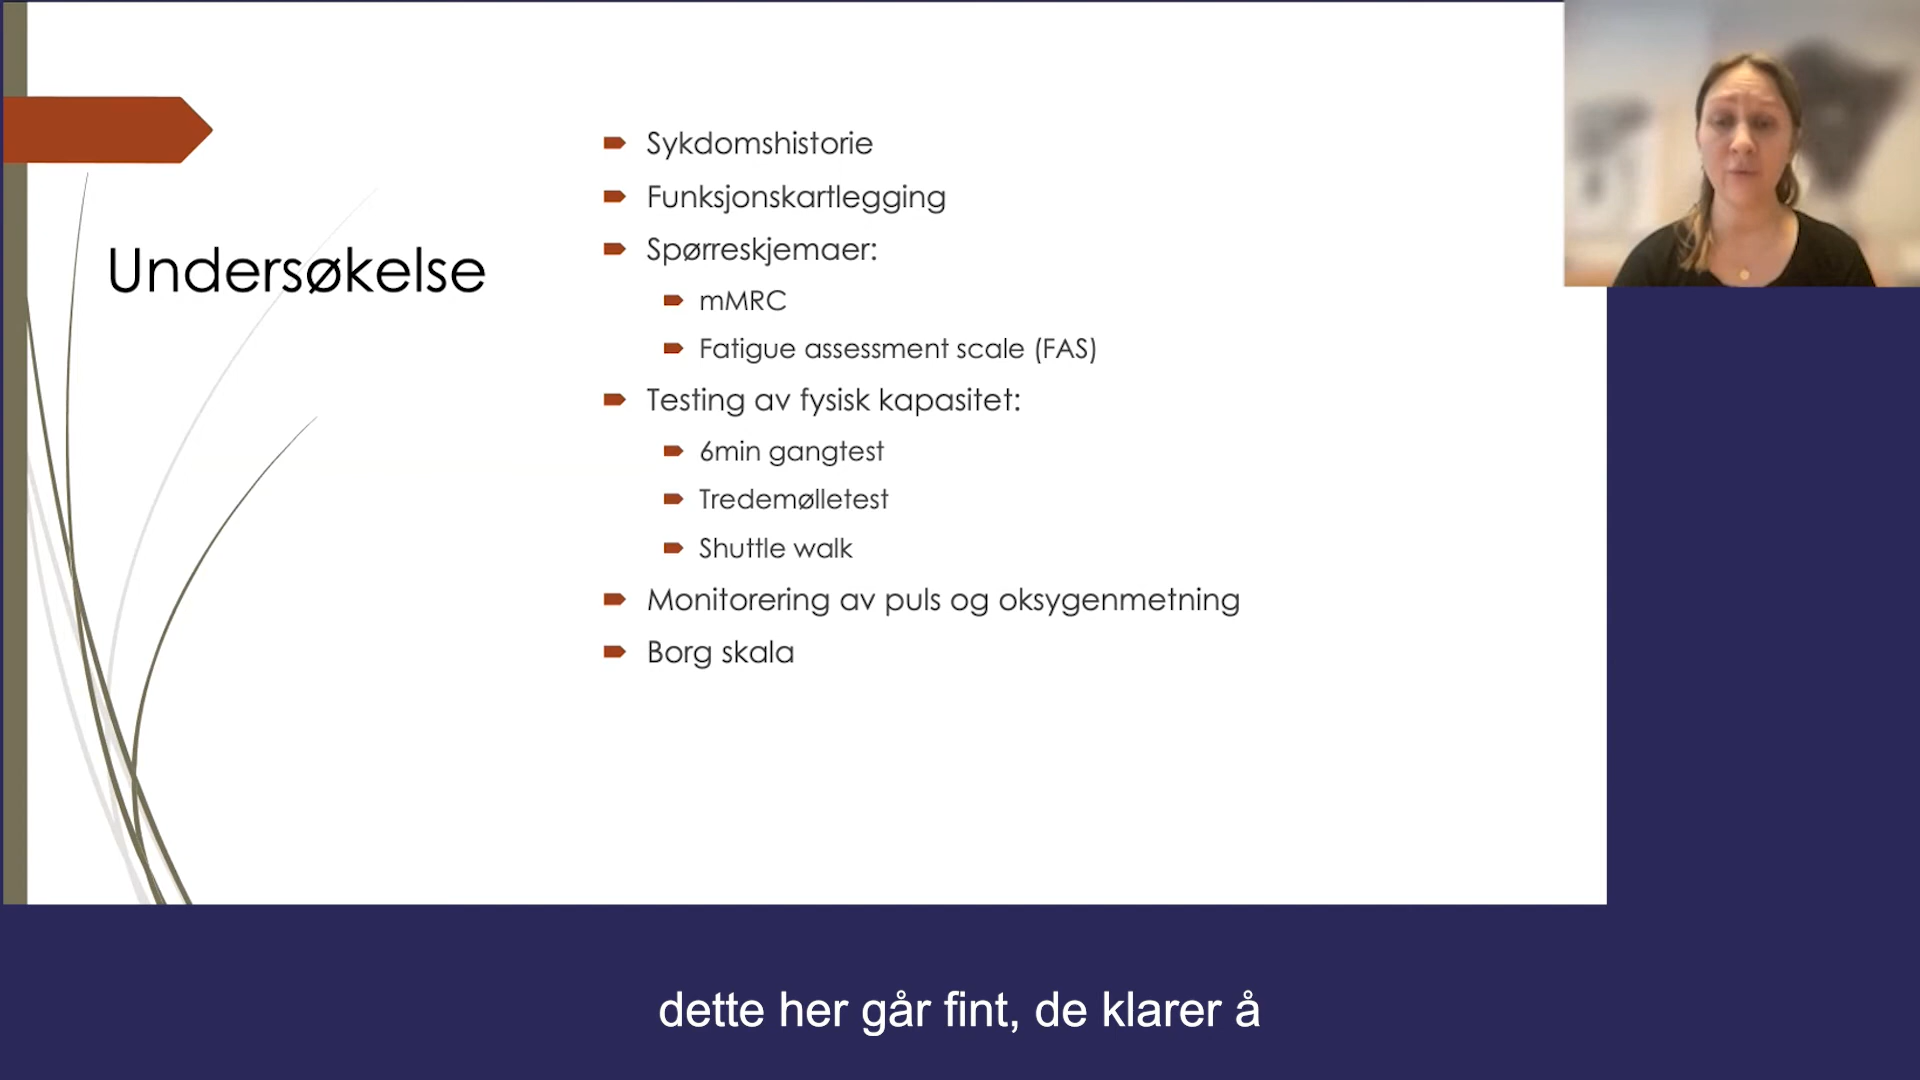 Undersøkelse
Sykdomshistorie
Funksjonskartlegging
Spørreskjemaer:
mMRC
Fatigue assessment scale (FAS)
Testing av fysisk kapasitet:
6min gangtest
Tredemølletest
Shuttle walk
Monitorering av puls og oksygenmetning
Borg skala
dette her går fint, de klarer å